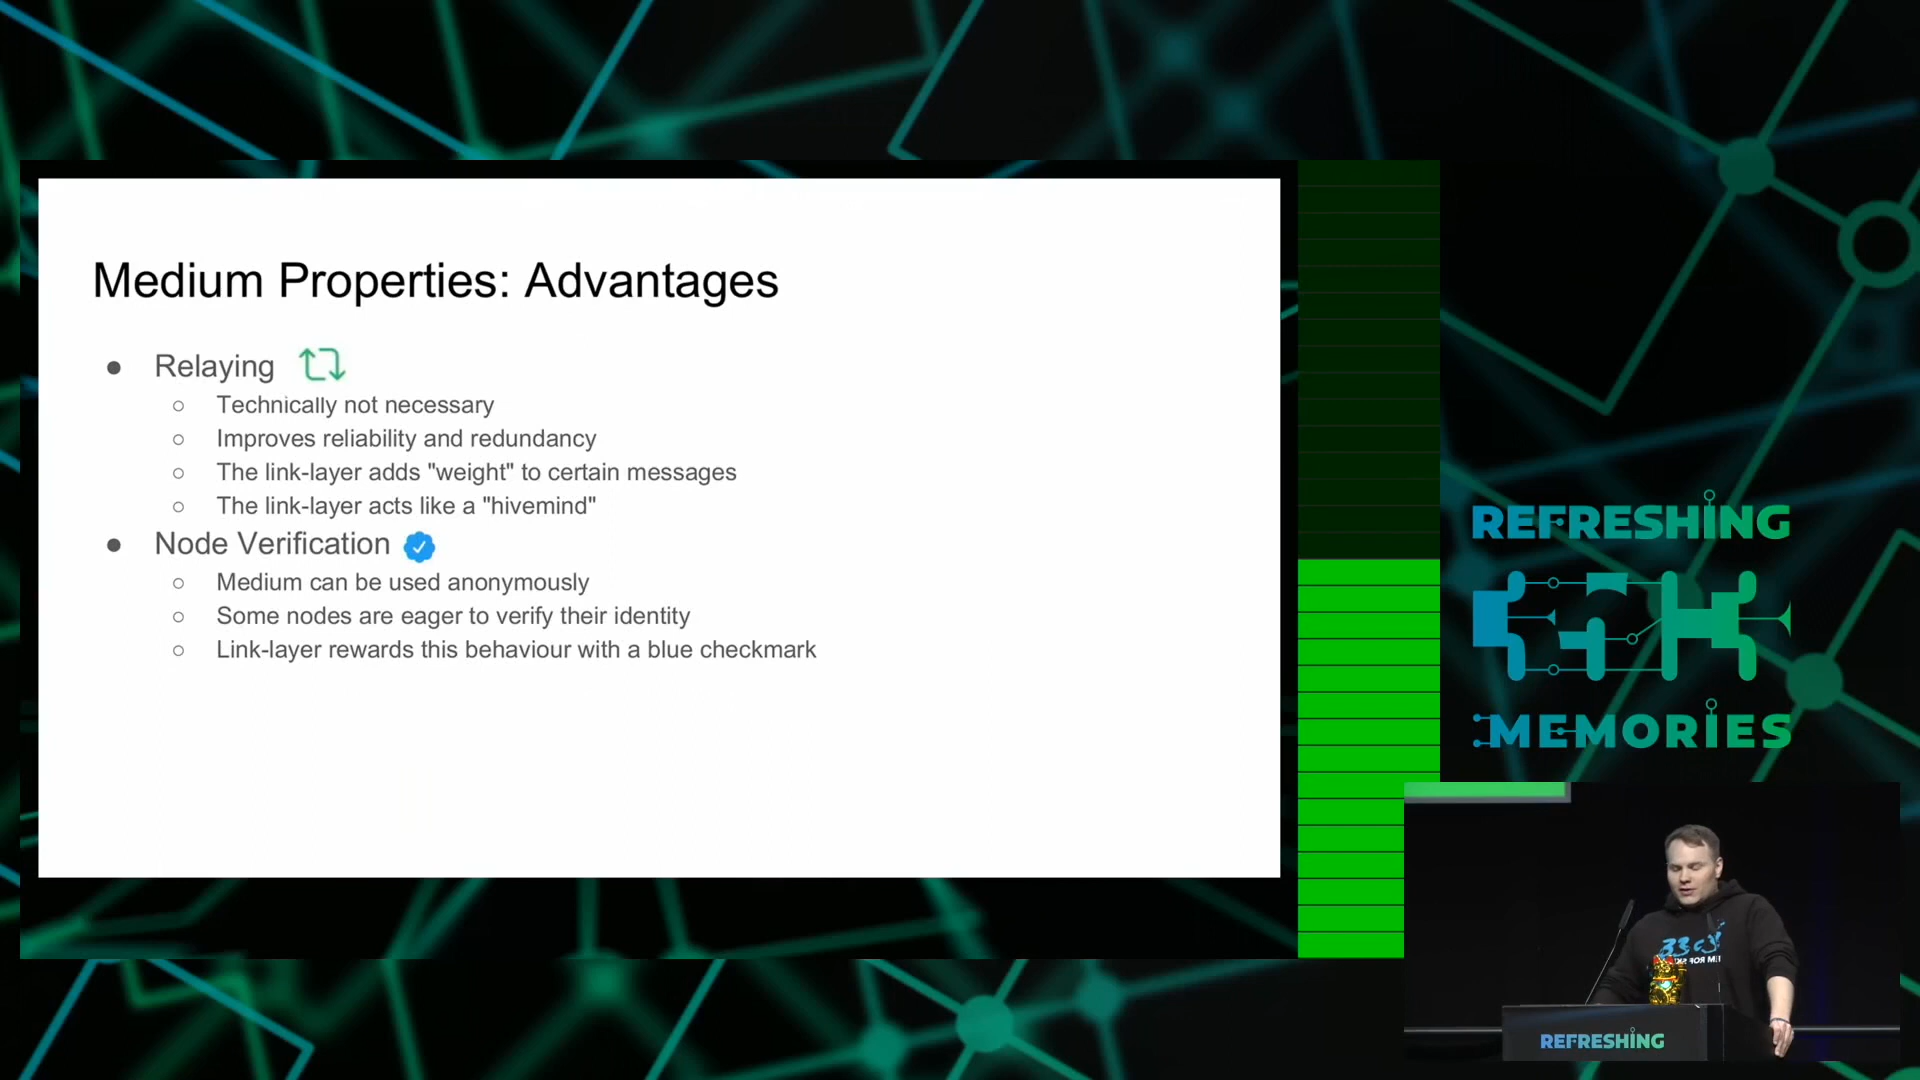 Medium Properties: Advantages
● Relaying
○ Technically not necessary
○ Improves reliability and redundancy
○ The link-layer adds "weight" to certain messages
○ The link-layer acts like a "hivemind"
● Node Verification
○ Medium can be used anonymously
○ Some nodes are eager to verify their identity
○ Link-layer rewards this behaviour with a blue checkmark
REFRESHING
GK
MEMORIES
REFRESHING